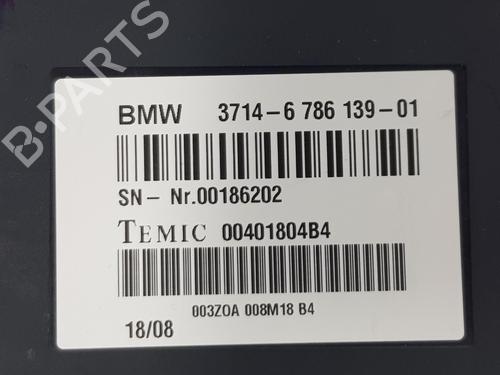 BMW 3714-6 786 139-01
SN- Nr.00186202
TEMIC 00401804B4
003Z0A 008M18 B4
18/08
B-PARTS